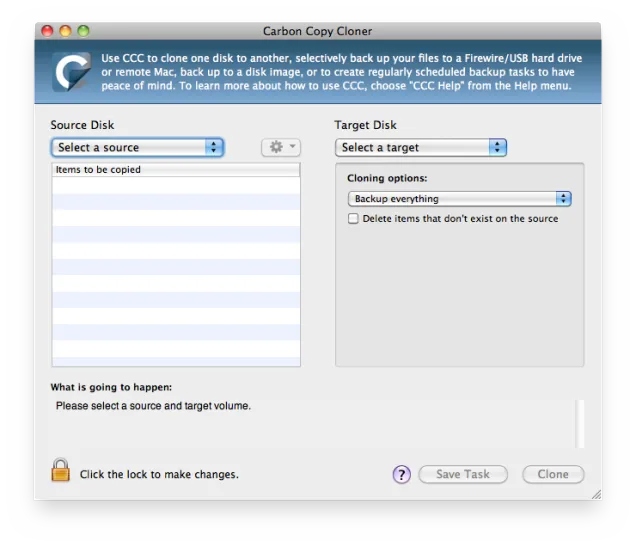 Carbon Copy Cloner
Use CCC to clone one disk to another, selectively back up your files to a Firewire/USB hard drive
or remote Mac, back up to a disk image, or to create regularly scheduled backup tasks to have
peace of mind. To learn more about how to use CCC, choose "CCC Help" from the Help menu.
Source Disk
Target Disk
Select a source
Select a target
Items to be copied
Cloning options:
Backup everything
Delete items that don't exist on the source
What is going to happen:
Please select a source and target volume.
Click the lock to make changes.
?
Save Task
Clone